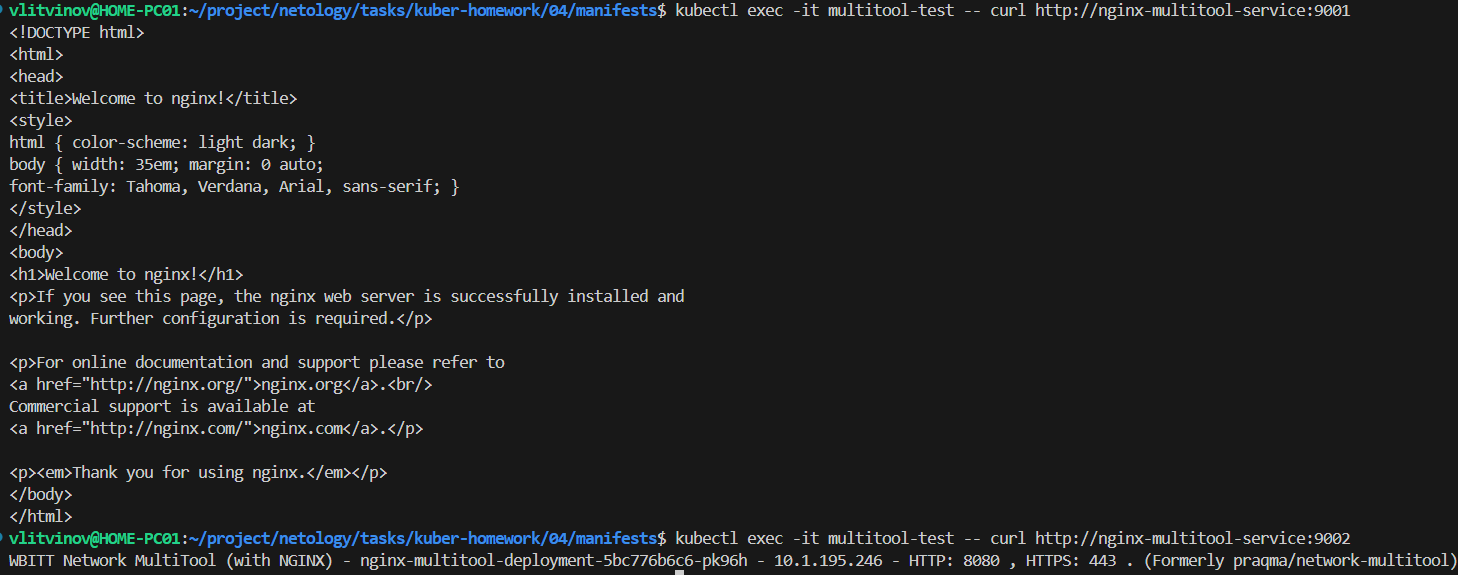 vlitvinov@HOME-PC01:~/project/netology/tasks/kuber-homework/04/manifests$ kubectl exec -it multitool-test -- curl http://nginx-multitool-service:9001
<!DOCTYPE html>
<html>
<head>
<title>Welcome to nginx!</title>
<style>
html { color-scheme: light dark; }
body { width: 35em; margin: 0 auto;
font-family: Tahoma, Verdana, Arial, sans-serif; }
</style>
</head>
<body>
<h1>Welcome to nginx!</h1>
<p>If you see this page, the nginx web server is successfully installed and
working. Further configuration is required.</p>

<p>For online documentation and support please refer to
<a href="http://nginx.org/">nginx.org</a>.<br/>
Commercial support is available at
<a href="http://nginx.com/">nginx.com</a>.</p>

<p><em>Thank you for using nginx.</em></p>
</body>
</html>
vlitvinov@HOME-PC01:~/project/netology/tasks/kuber-homework/04/manifests$ kubectl exec -it multitool-test -- curl http://nginx-multitool-service:9002
WBITT Network MultiTool (with NGINX) - nginx-multitool-deployment-5bc776b6c6-pk96h - 10.1.195.246 - HTTP: 8080 , HTTPS: 443 . (Formerly praqma/network-multitool)